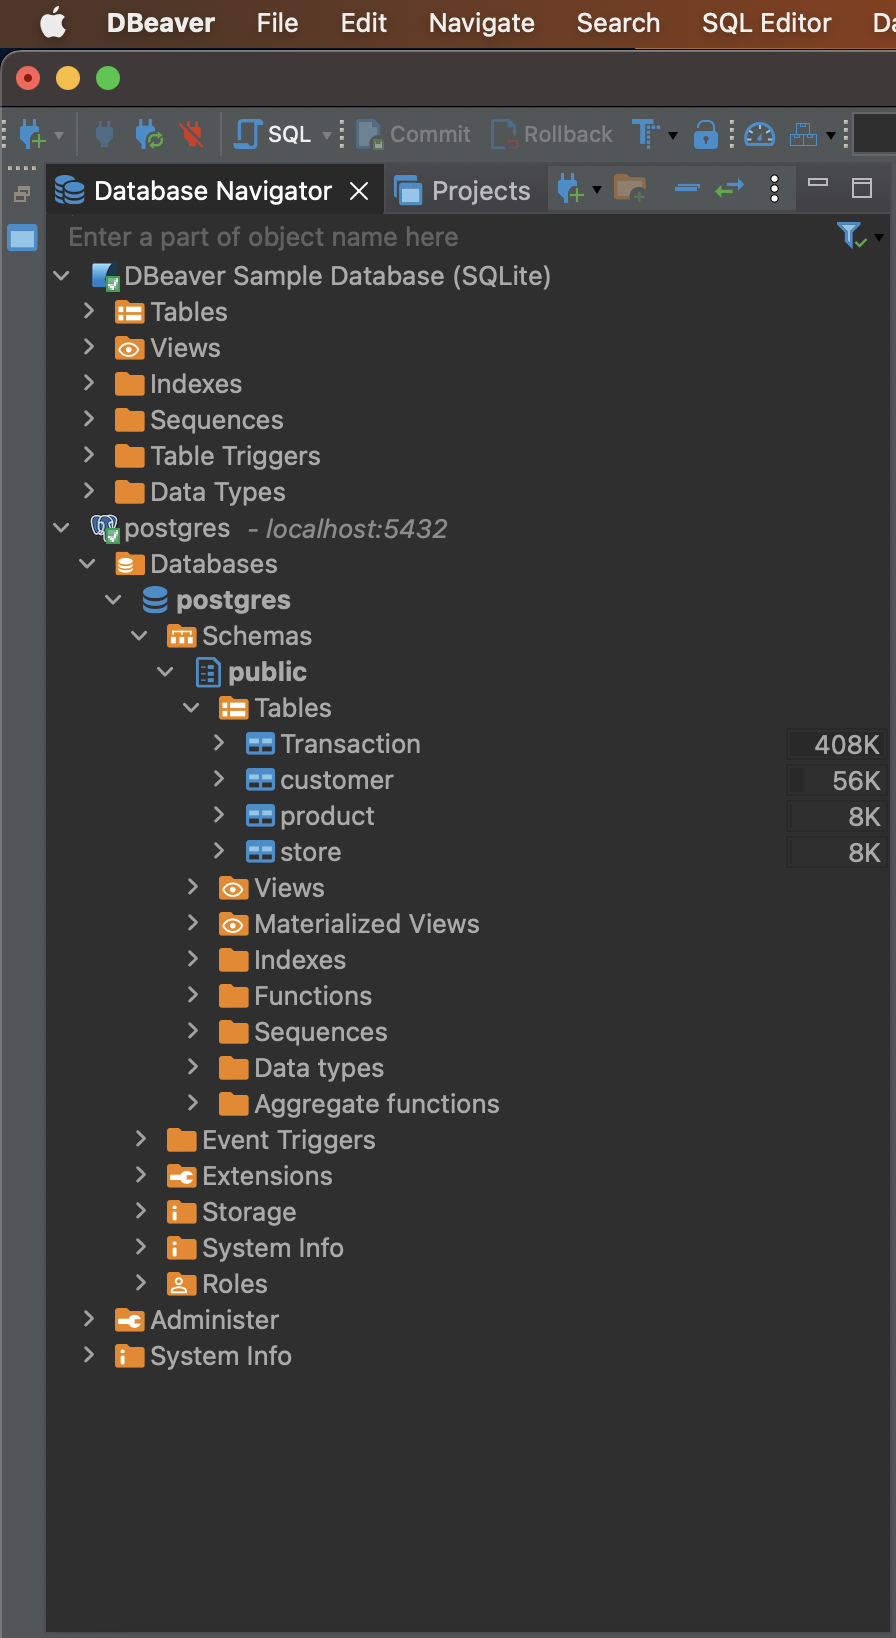 DBeaver File Edit Navigate Search SQL Editor Da
SQL Commit Rollback
Database Navigator Projects
Enter a part of object name here
DBeaver Sample Database (SQLite)
Tables
Views
Indexes
Sequences
Table Triggers
Data Types
postgres - localhost:5432
Databases
postgres
Schemas
public
Tables
Transaction 408K
customer 56K
product 8K
store 8K
Views
Materialized Views
Indexes
Functions
Sequences
Data types
Aggregate functions
Event Triggers
Extensions
Storage
System Info
Roles
Administer
System Info